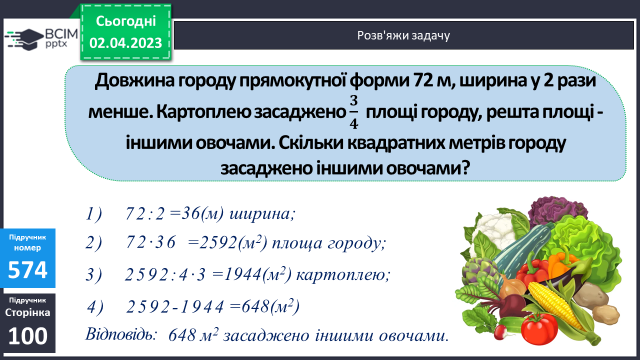 ВСІМ
pptx
Сьогодні
02.04.2023
Розв'яжи задачу
Довжина городу прямокутної форми 72 м, ширина у 2 рази
менше. Картоплею засаджено 3/4 площі городу, решта площі -
іншими овочами. Скільки квадратних метрів городу
засаджено іншими овочами?
1) 72:2 =36(м) ширина;
2) 72·36 =2592(м²) площа городу;
3) 2592:4·3 =1944(м²) картоплею;
4) 2592-1944 =648(м²)
Відповідь: 648 м² засаджено іншими овочами.
Підручник
номер
574
Підручник
Сторінка
100